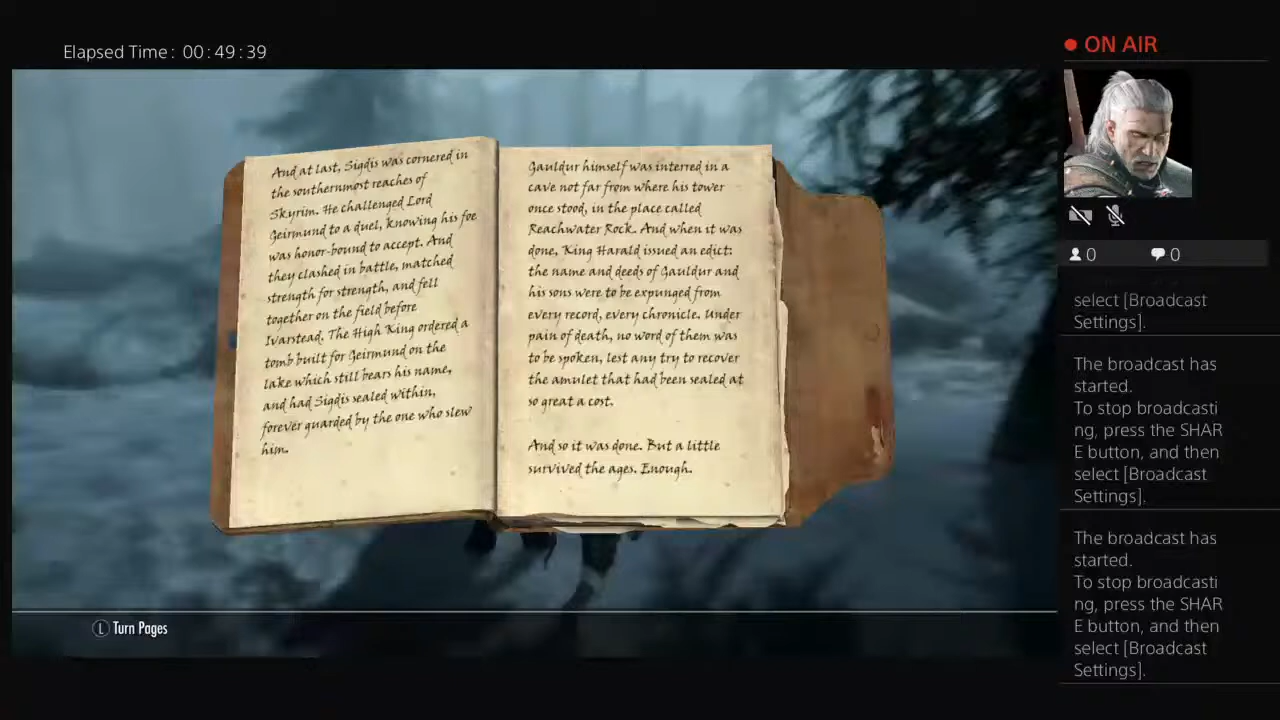 Elapsed Time: 00:49:39
ON AIR
And at last, Sigdis was cornered in
the southernmost reaches of
Skyrim. He challenged Lord
Geirmund to a duel, knowing his foe
was honor-bound to accept. And
they clashed in battle, matched
strength for strength, and fell
together on the field before
Ivarstead. The High King ordered a
tomb built for Geirmund on the
lake which still bears his name,
and had Sigdis sealed within,
forever guarded by the one who slew
him.
Gauldur himself was interred in a
cave not far from where his tower
once stood, in the place called
Reachwater Rock. And when it was
done, King Harald issued an edict:
the name and deeds of Gauldur and
his sons were to be expunged from
every record, every chronicle. Under
pain of death, no word of them was
to be spoken, lest any try to recover
the amulet that had been sealed at
so great a cost.
And so it was done. But a little
survived the ages. Enough.
L Turn Pages
0 0
select [Broadcast
Settings].
The broadcast has
started.
To stop broadcasti
ng, press the SHAR
E button, and then
select [Broadcast
Settings].
The broadcast has
started.
To stop broadcasti
ng, press the SHAR
E button, and then
select [Broadcast
Settings].